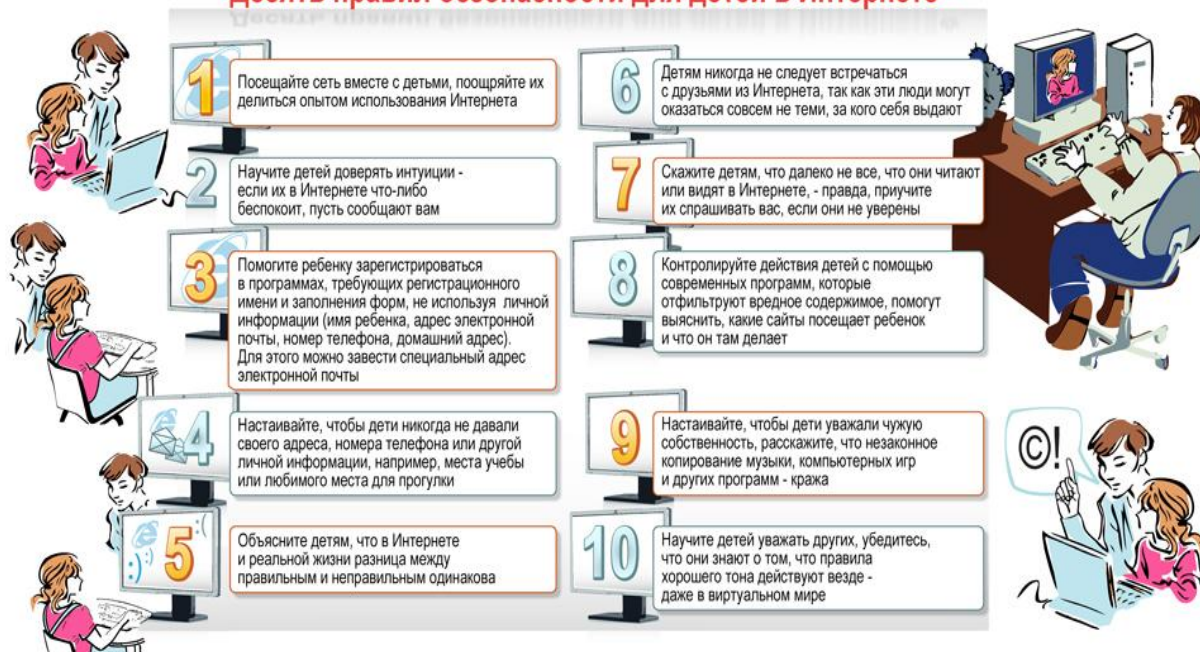 Десять правил безопасности для детей в Интернете
1
Посещайте сеть вместе с детьми, поощряйте их
делиться опытом использования Интернета
2
Научите детей доверять интуиции -
если их в Интернете что-либо
беспокоит, пусть сообщают вам
3
Помогите ребенку зарегистрироваться
в программах, требующих регистрационного
имени и заполнения форм, не используя личной
информации (имя ребенка, адрес электронной
почты, номер телефона, домашний адрес).
Для этого можно завести специальный адрес
электронной почты
4
Настаивайте, чтобы дети никогда не давали
своего адреса, номера телефона или другой
личной информации, например, места учебы
или любимого места для прогулки
5
:)
:(
Объясните детям, что в Интернете
и реальной жизни разница между
правильным и неправильным одинакова
6
Детям никогда не следует встречаться
с друзьями из Интернета, так как эти люди могут
оказаться совсем не теми, за кого себя выдают
7
Скажите детям, что далеко не все, что они читают
или видят в Интернете, - правда, приучите
их спрашивать вас, если они не уверены
8
Контролируйте действия детей с помощью
современных программ, которые
отфильтруют вредное содержимое, помогут
выяснить, какие сайты посещает ребенок
и что он там делает
9
Настаивайте, чтобы дети уважали чужую
собственность, расскажите, что незаконное
копирование музыки, компьютерных игр
и других программ - кража
10
Научите детей уважать других, убедитесь,
что они знают о том, что правила
хорошего тона действуют везде -
даже в виртуальном мире
©!